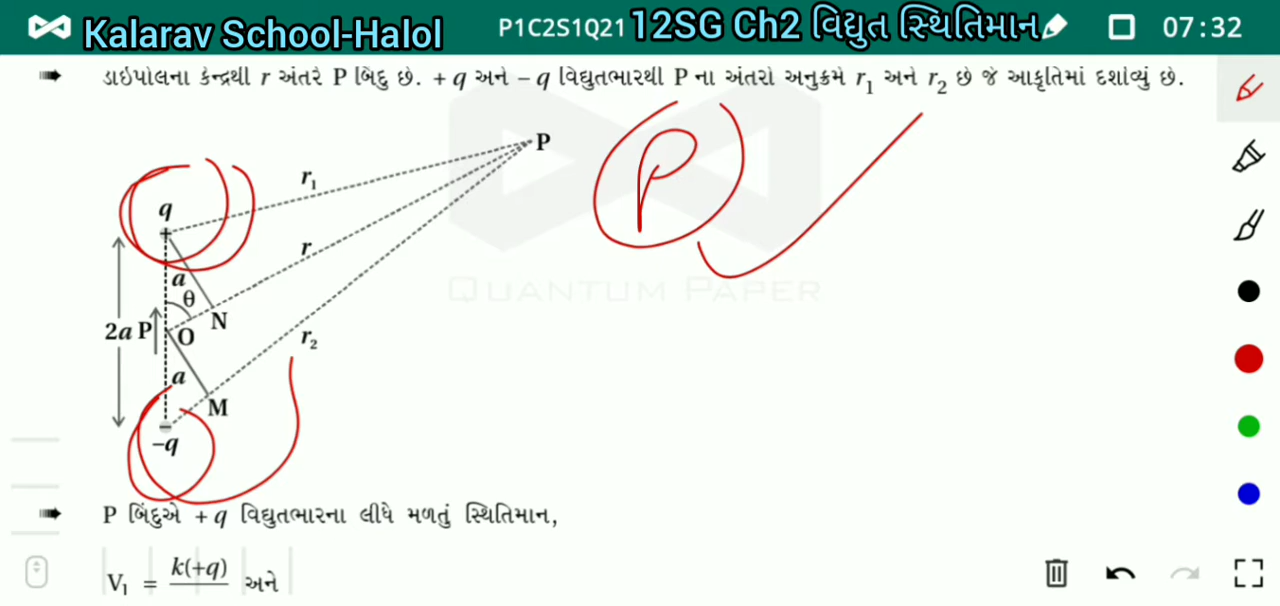 Kalarav School-Halol P1C2S1Q21 12SG Ch2 વિદ્યુત સ્થિતિમાન 07:32
ડાઇપોલના કેન્દ્રથી r અંતરે P બિંદુ છે. + q અને − q વિદ્યુતભારથી P ના અંતરો અનુક્રમે r₁ અને r₂ છે જે આકૃતિમાં દર્શાવ્યું છે.
P
P
r₁
q
+
r
a
θ
QUANTUM PAPER
N
2a P
O
r₂
a
M
−
−q
P બિંદુએ + q વિદ્યુતભારના લીધે મળતું સ્થિતિમાન,
V₁ = k(+q) અને